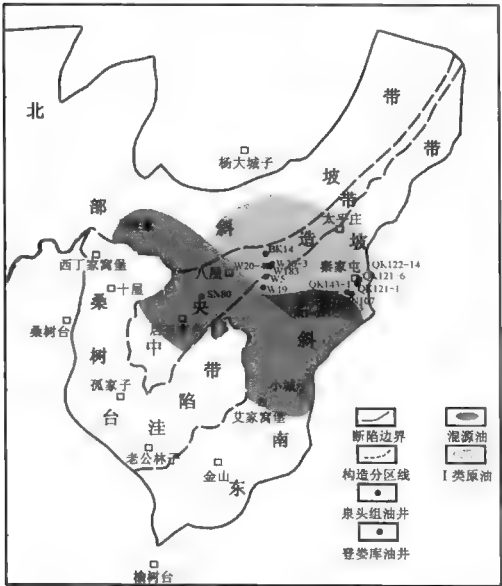 北
带
带
杨大城子
坡
带
部
斜
太平庄
造
坡
BK14
秦家屯
QK122-14
西丁家窝堡
八屋
W20-
W183
QK121-6
桑
十屋
W5
QK143-1
QK121-1
SN80
W19
央
桑树台
树
中
斜
带
孤家子
小城子
台
陷
艾家窝堡
洼
南
老公林子
金山
东
榆树台
断陷边界
混源油
构造分区线
I类原油
泉头组油井
登娄库油井